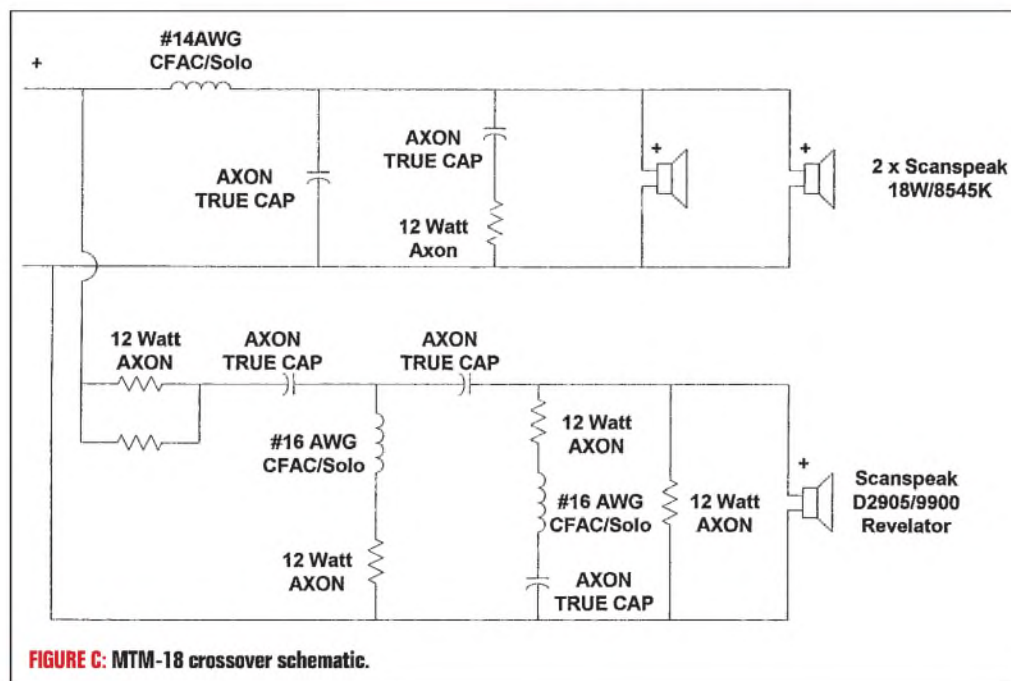 #14AWG
CFAC/Solo
+
AXON
TRUE CAP
AXON
TRUE CAP
12 Watt
Axon
+
+
2 x Scanspeak
18W/8545K
12 Watt
AXON
AXON
TRUE CAP
AXON
TRUE CAP
#16 AWG
CFAC/Solo
12 Watt
AXON
12 Watt
AXON
#16 AWG
CFAC/Solo
AXON
TRUE CAP
12 Watt
AXON
+
Scanspeak
D2905/9900
Revelator
FIGURE C: MTM-18 crossover schematic.